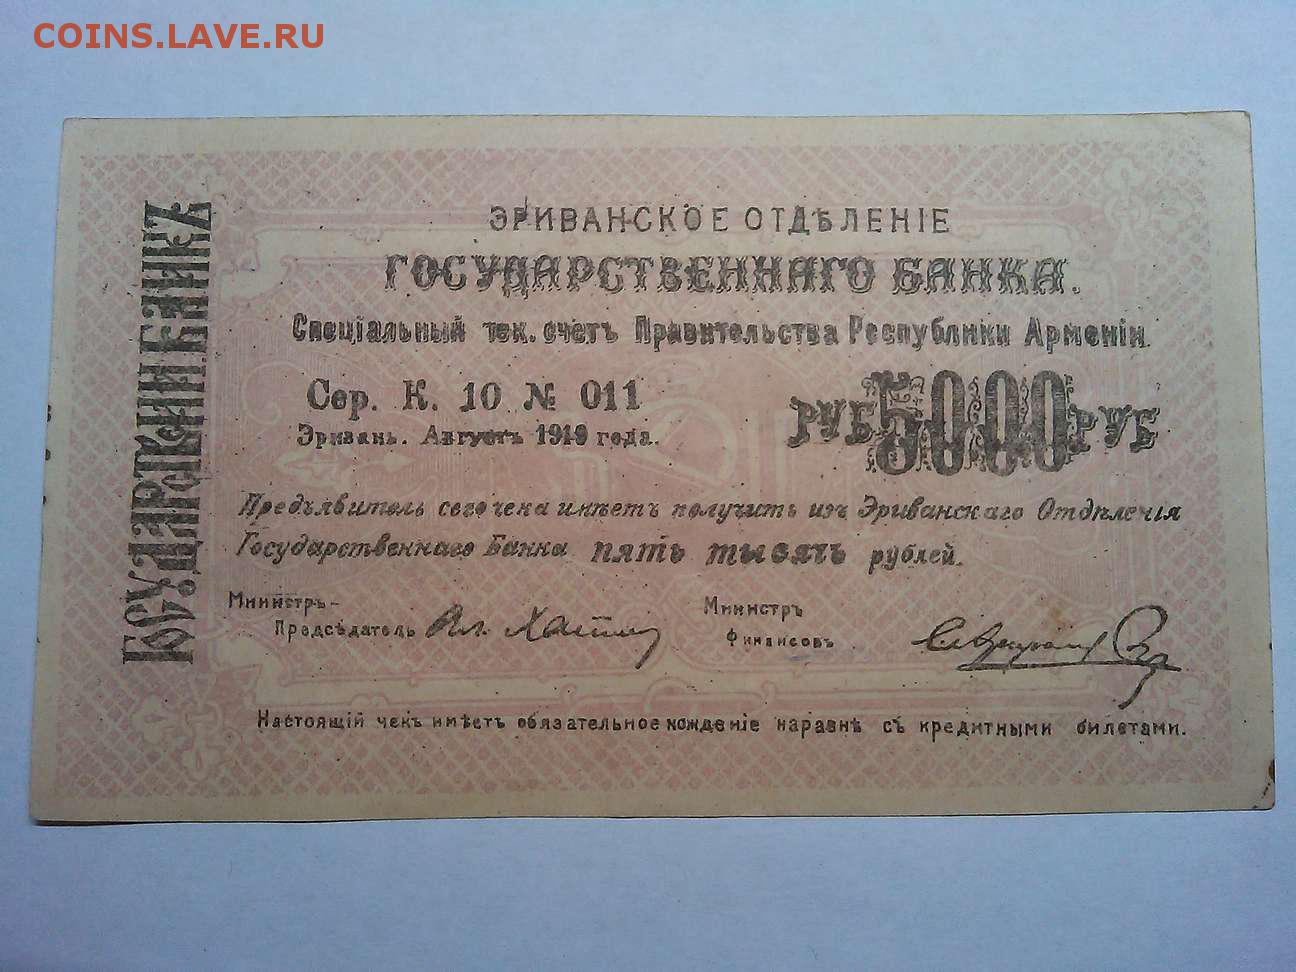 COINS.LAVE.RU
ЭРИВАНСКОЕ ОТДѢЛЕНІЕ
ГОСУДАРСТВЕННАГО БАНКА.
Спеціальный тек. счетъ Правительства Республики Арменіи.
Сер. К. 10 № 011
Эривань. Августъ 1919 года.
РУБ 5000 РУБ
Предъявитель сего чека имѣетъ получить изъ Эриванскаго Отдѣленія
Государственнаго Банка пять тысячъ рублей.
Министръ-
Предсѣдатель
Министръ
Финансовъ
Настоящій чекъ имѣетъ обязательное хожденіе наравнѣ съ кредитными билетами.